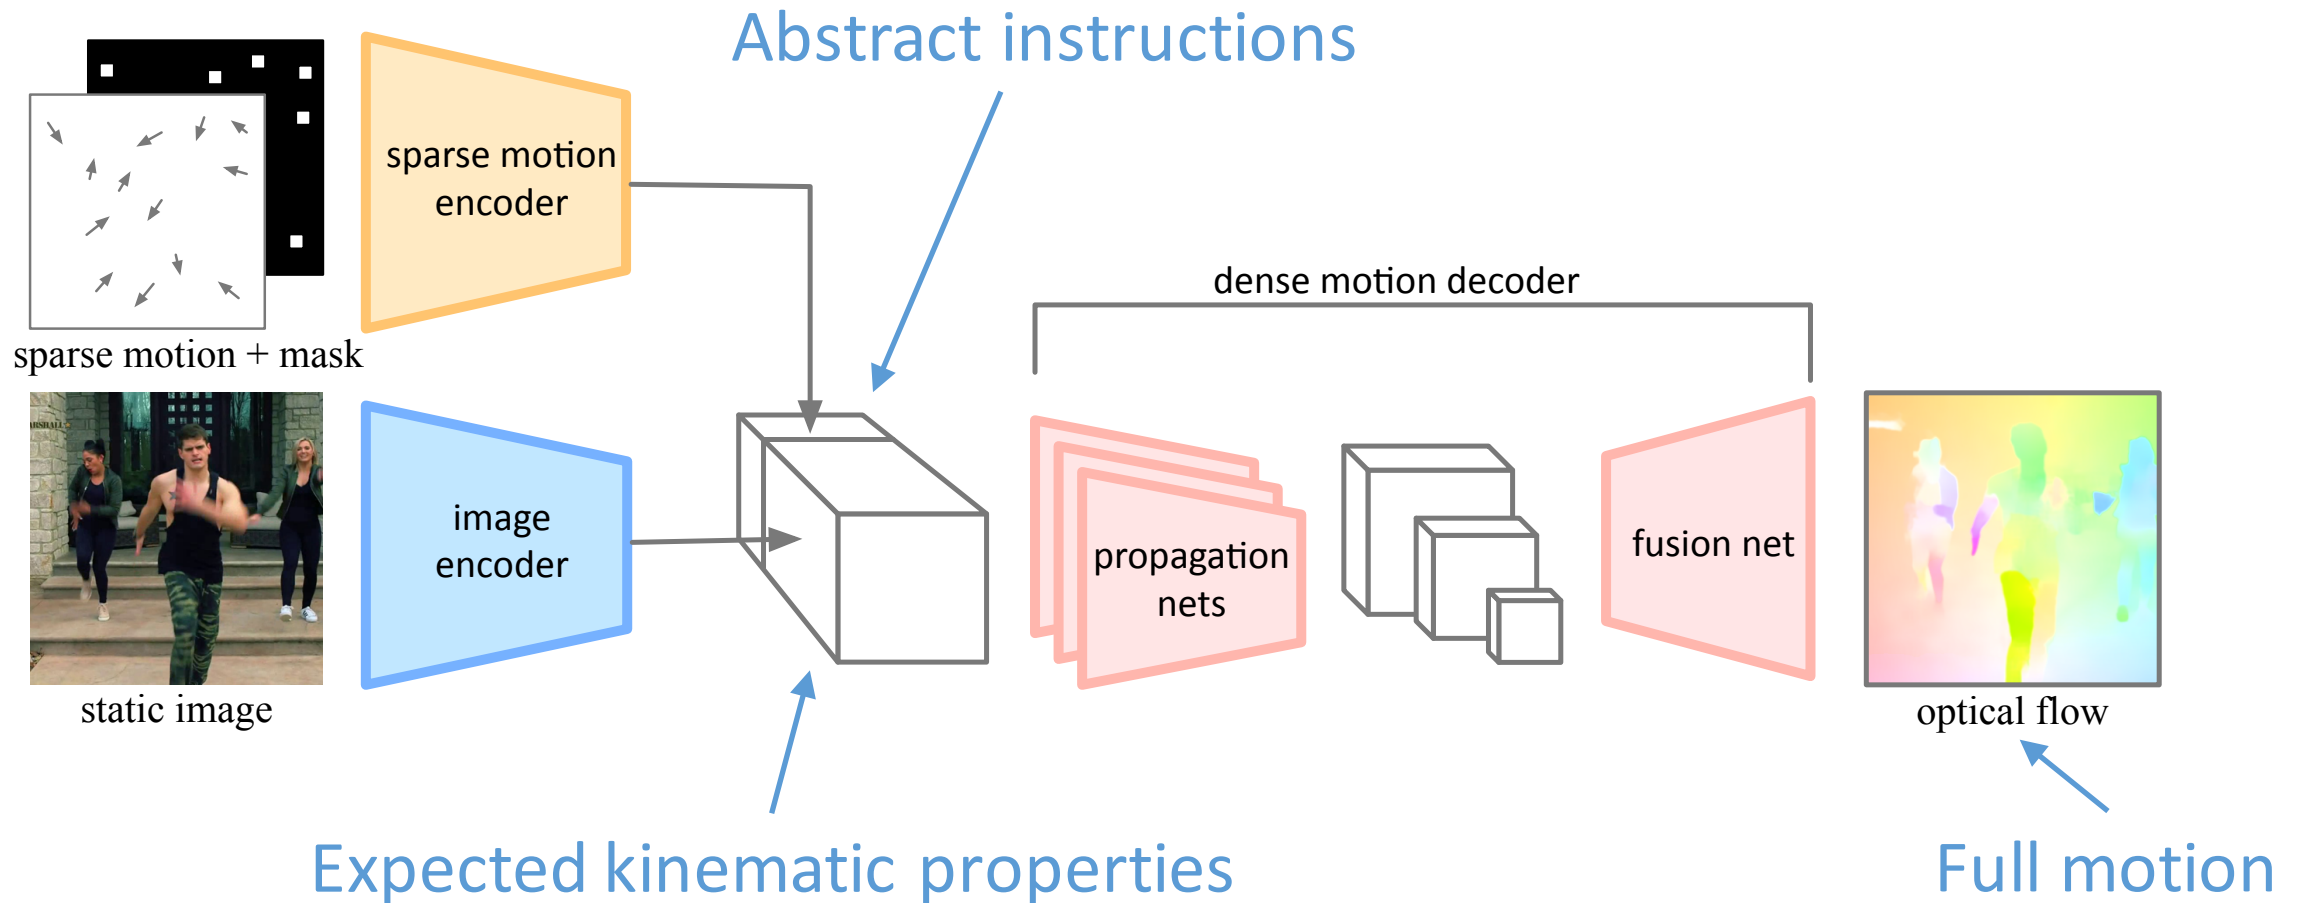 Abstract instructions
sparse motion
encoder
dense motion decoder
sparse motion + mask
image
encoder
propagation
nets
fusion net
static image
optical flow
Expected kinematic properties
Full motion